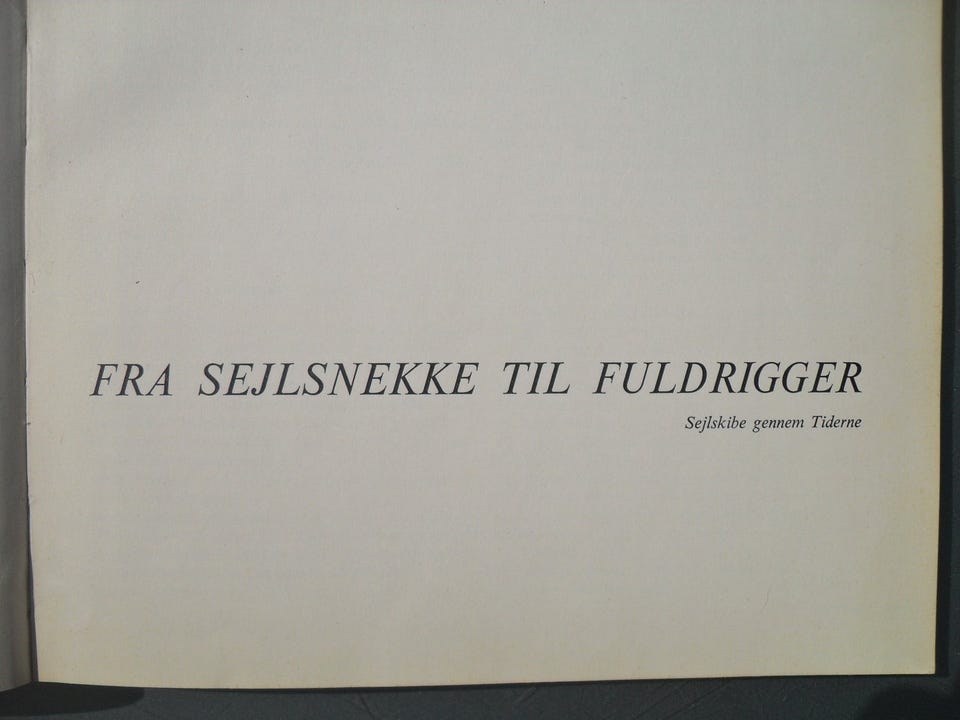 FRA SEJLSNEKKE TIL FULDRIGGER
Sejlskibe gennem Tiderne